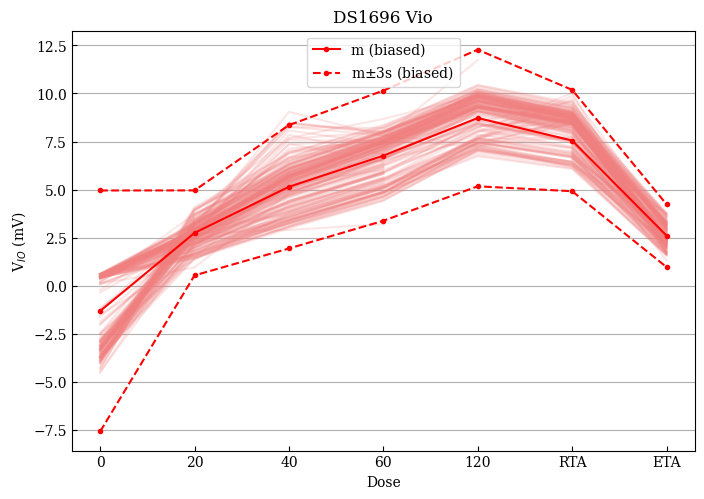 DS1696 Vio
m (biased)
m±3s (biased)
12.5
10.0
7.5
5.0
2.5
0.0
−2.5
−5.0
−7.5
V_IO (mV)
0 20 40 60 120 RTA ETA
Dose